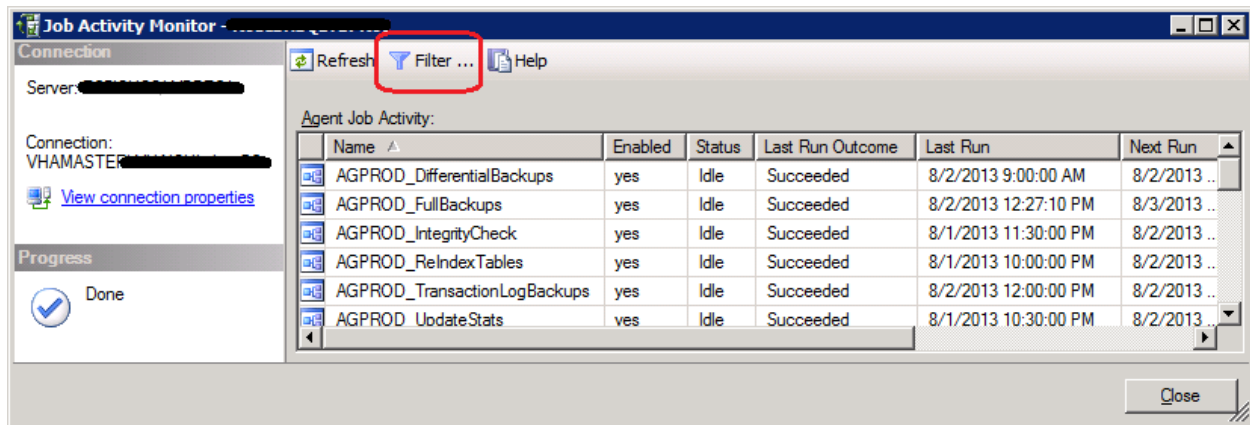 Job Activity Monitor -
Connection
Server:
Connection:
VHAMASTER
View connection properties
Progress
Done
Refresh Filter ... Help
Agent Job Activity:
Name Enabled Status Last Run Outcome Last Run Next Run
AGPROD_DifferentialBackups yes Idle Succeeded 8/2/2013 9:00:00 AM 8/2/2013 ..
AGPROD_FullBackups yes Idle Succeeded 8/2/2013 12:27:10 PM 8/3/2013 ..
AGPROD_IntegrityCheck yes Idle Succeeded 8/1/2013 11:30:00 PM 8/2/2013 ..
AGPROD_ReIndexTables yes Idle Succeeded 8/1/2013 10:00:00 PM 8/2/2013 ..
AGPROD_TransactionLogBackups yes Idle Succeeded 8/2/2013 12:00:00 PM 8/2/2013 ..
AGPROD_UpdateStats yes Idle Succeeded 8/1/2013 10:30:00 PM 8/2/2013 ..
Close